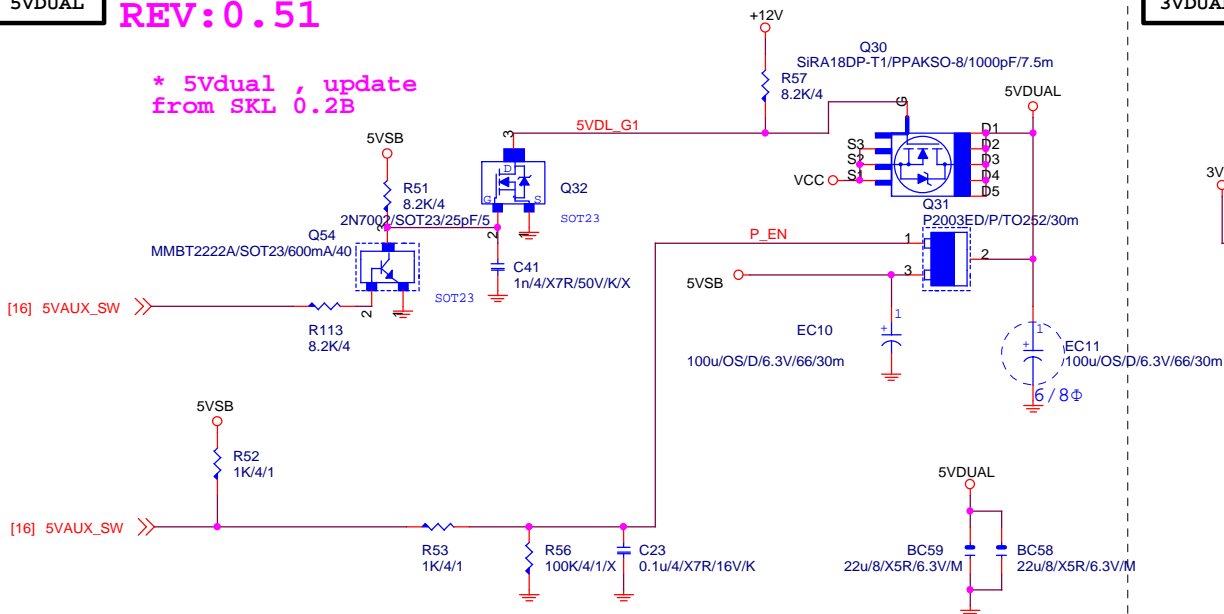 5VDUAL
REV:0.51
3VDUAL
* 5Vdual , update
from SKL 0.2B
+12V
R57
8.2K/4
Q30
SiRA18DP-T1/PPAKSO-8/1000pF/7.5m
5VDUAL
G
D1
D2
D3
D4
D5
S3
S2
S1
VCC
5VDL_G1
3
D
G
S
Q32
SOT23
2
1
5VSB
R51
8.2K/4
2N7002/SOT23/25pF/5
3
Q54
MMBT2222A/SOT23/600mA/40
SOT23
2
1
C41
1n/4/X7R/50V/K/X
[16] 5VAUX_SW
R113
8.2K/4
Q31
P2003ED/P/TO252/30m
P_EN
1
2
3
5VSB
EC10
1
+
100u/OS/D/6.3V/66/30m
EC11
1
+
100u/OS/D/6.3V/66/30m
6/8Φ
3V
5VSB
R52
1K/4/1
[16] 5VAUX_SW
R53
1K/4/1
R56
100K/4/1/X
C23
0.1u/4/X7R/16V/K
5VDUAL
BC59
22u/8/X5R/6.3V/M
BC58
22u/8/X5R/6.3V/M